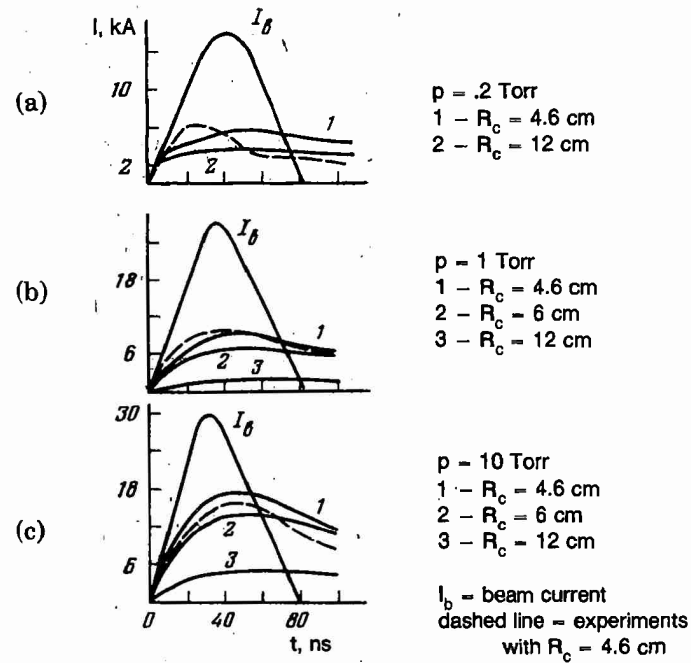 (a)
I, kA
I_b
10
2
1
2
p = .2 Torr
1 – R_c = 4.6 cm
2 – R_c = 12 cm
(b)
I_b
18
6
1
2
3
p = 1 Torr
1 – R_c = 4.6 cm
2 – R_c = 6 cm
3 – R_c = 12 cm
(c)
30
18
6
I_b
1
2
3
0 40 80
t, ns
p = 10 Torr
1 – R_c = 4.6 cm
2 – R_c = 6 cm
3 – R_c = 12 cm
I_b = beam current
dashed line = experiments
with R_c = 4.6 cm